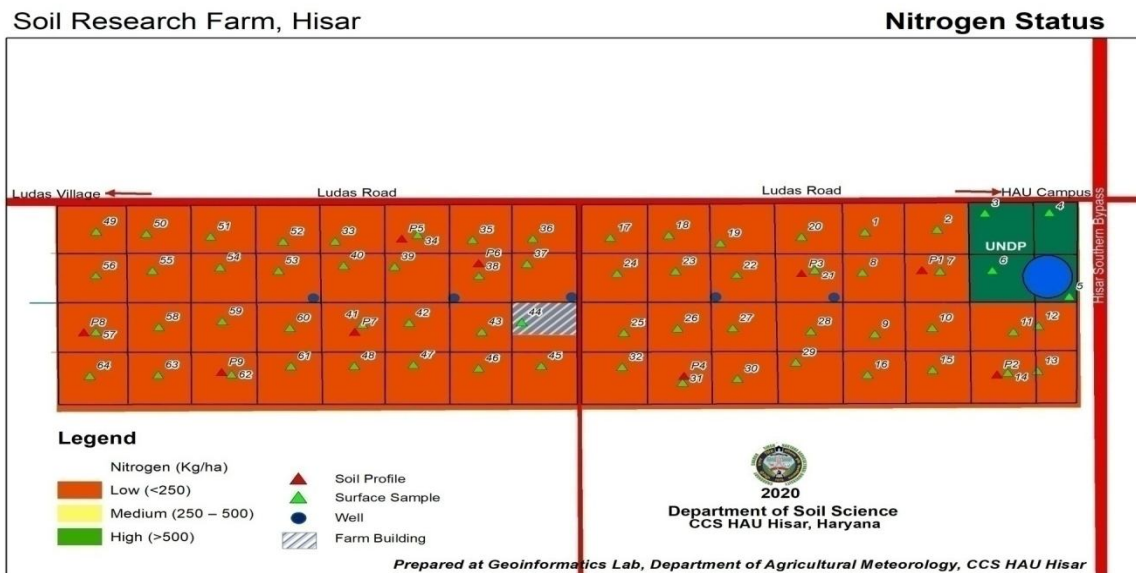 Soil Research Farm, Hisar
Nitrogen Status
Ludas Village
Ludas Road
Ludas Road
HAU Campus
Hisar Southern Bypass
49 50 51 52 33 P5 34 35 36 17 18 19 20 1 2 3 4
UNDP
56 55 54 53 40 39 P6 38 37 24 23 22 P3 21 8 P1 7 6 5
P8 57 58 59 60 41 P7 42 43 44 25 26 27 28 9 10 11 12
64 63 P9 62 61 48 47 46 45 32 P4 31 30 29 16 15 P2 14 13
Legend
Nitrogen (Kg/ha)
Low (<250)
Medium (250 – 500)
High (>500)
Soil Profile
Surface Sample
Well
Farm Building
2020
Department of Soil Science
CCS HAU Hisar, Haryana
Prepared at Geoinformatics Lab, Department of Agricultural Meteorology, CCS HAU Hisar